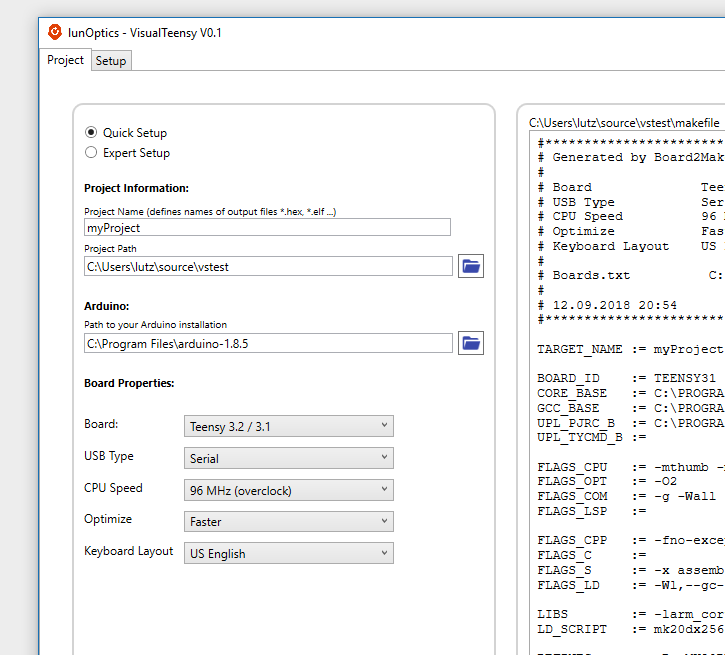 lunOptics - VisualTeensy V0.1
Project Setup
Quick Setup
Expert Setup
Project Information:
Project Name (defines names of output files *.hex, *.elf ...)
myProject
Project Path
C:\Users\lutz\source\vstest
Arduino:
Path to your Arduino installation
C:\Program Files\arduino-1.8.5
Board Properties:
Board: Teensy 3.2 / 3.1
USB Type Serial
CPU Speed 96 MHz (overclock)
Optimize Faster
Keyboard Layout US English
C:\Users\lutz\source\vstest\makefile
#************************
# Generated by Board2Mak
#
# Board Tee
# USB Type Ser
# CPU Speed 96
# Optimize Fas
# Keyboard Layout US
#
# Boards.txt C:
#
# 12.09.2018 20:54
#************************
TARGET_NAME := myProject
BOARD_ID := TEENSY31
CORE_BASE := C:\PROGRA
GCC_BASE := C:\PROGRA
UPL_PJRC_B := C:\PROGRA
UPL_TYCMD_B :=
FLAGS_CPU := -mthumb -
FLAGS_OPT := -O2
FLAGS_COM := -g -Wall
FLAGS_LSP :=
FLAGS_CPP := -fno-exce
FLAGS_C :=
FLAGS_S := -x assemb
FLAGS_LD := -Wl,--gc-
LIBS := -larm_cor
LD_SCRIPT := mk20dx256